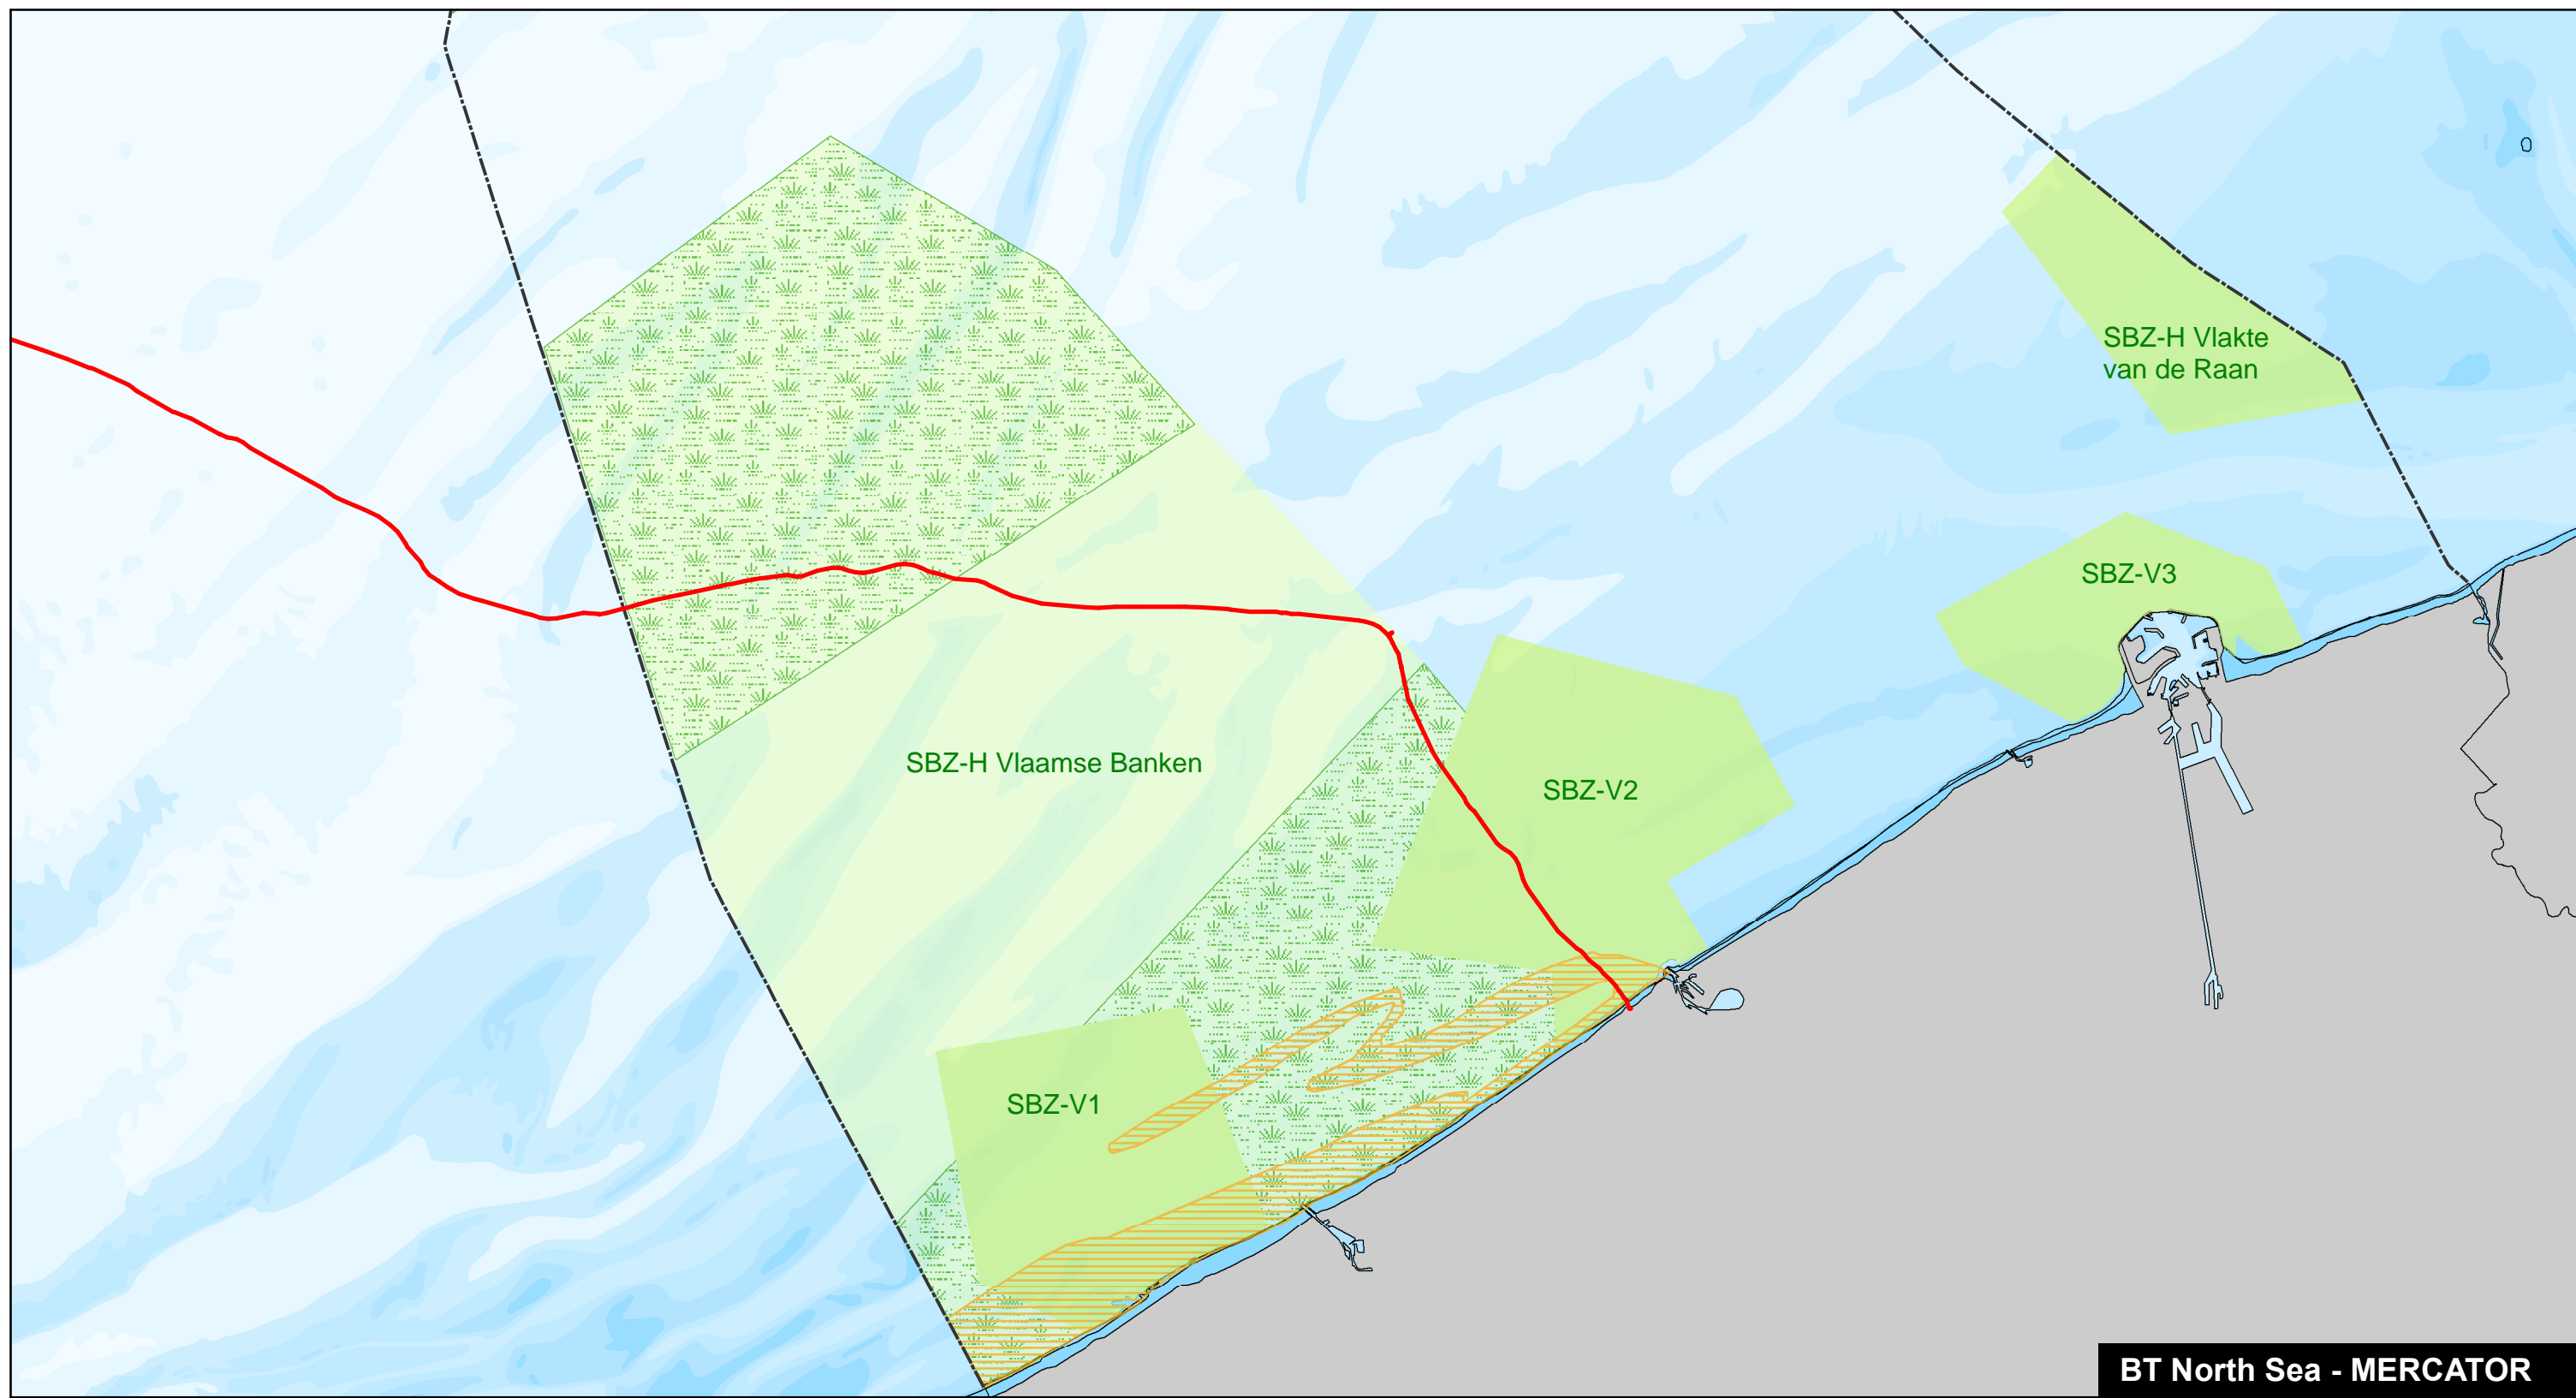 SBZ-H Vlakte
van de Raan
SBZ-V3
SBZ-H Vlaamse Banken
SBZ-V2
SBZ-V1
BT North Sea - MERCATOR